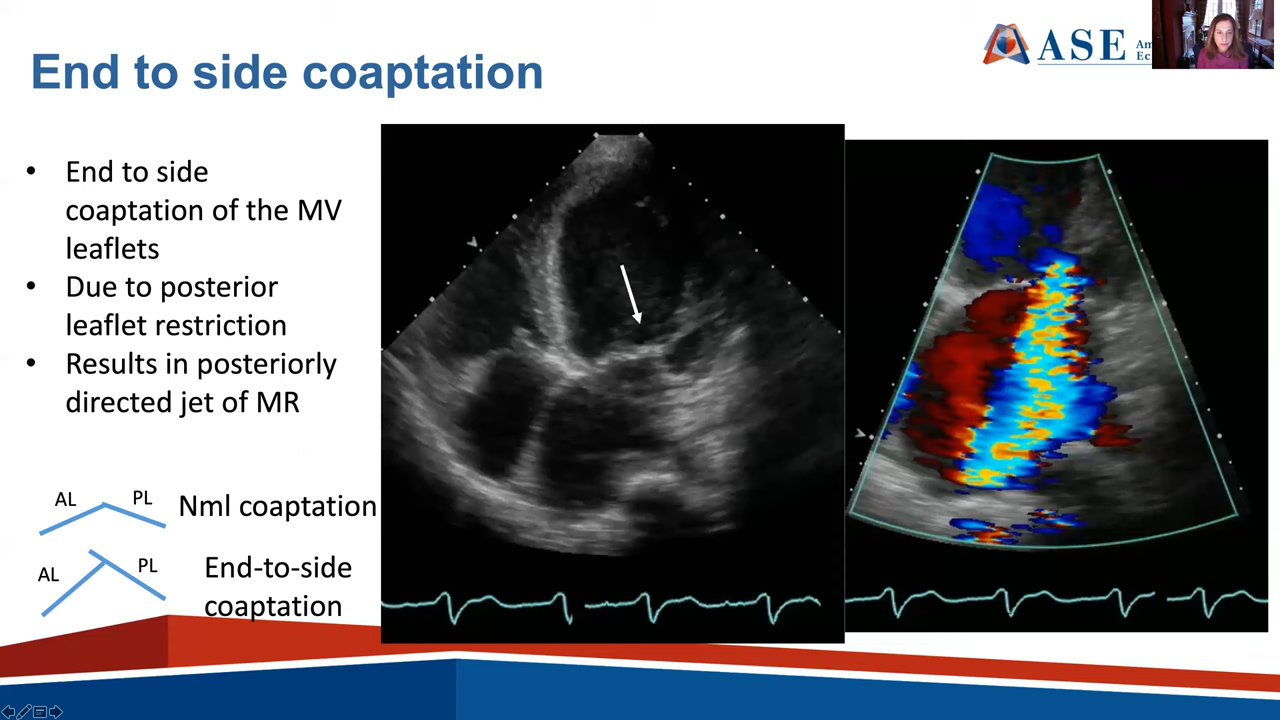 End to side coaptation
ASE
• End to side
coaptation of the MV
leaflets
• Due to posterior
leaflet restriction
• Results in posteriorly
directed jet of MR
AL PL Nml coaptation
AL PL End-to-side
coaptation